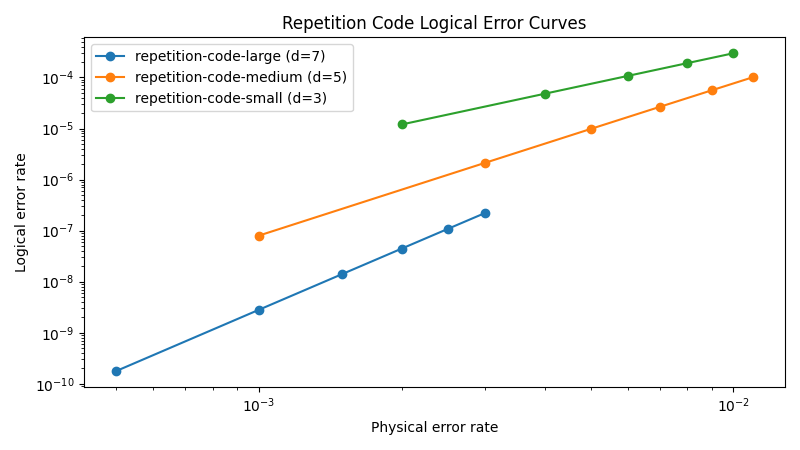 Repetition Code Logical Error Curves
repetition-code-large (d=7)
repetition-code-medium (d=5)
repetition-code-small (d=3)
Logical error rate
10⁻⁴
10⁻⁵
10⁻⁶
10⁻⁷
10⁻⁸
10⁻⁹
10⁻¹⁰
10⁻³ 10⁻²
Physical error rate